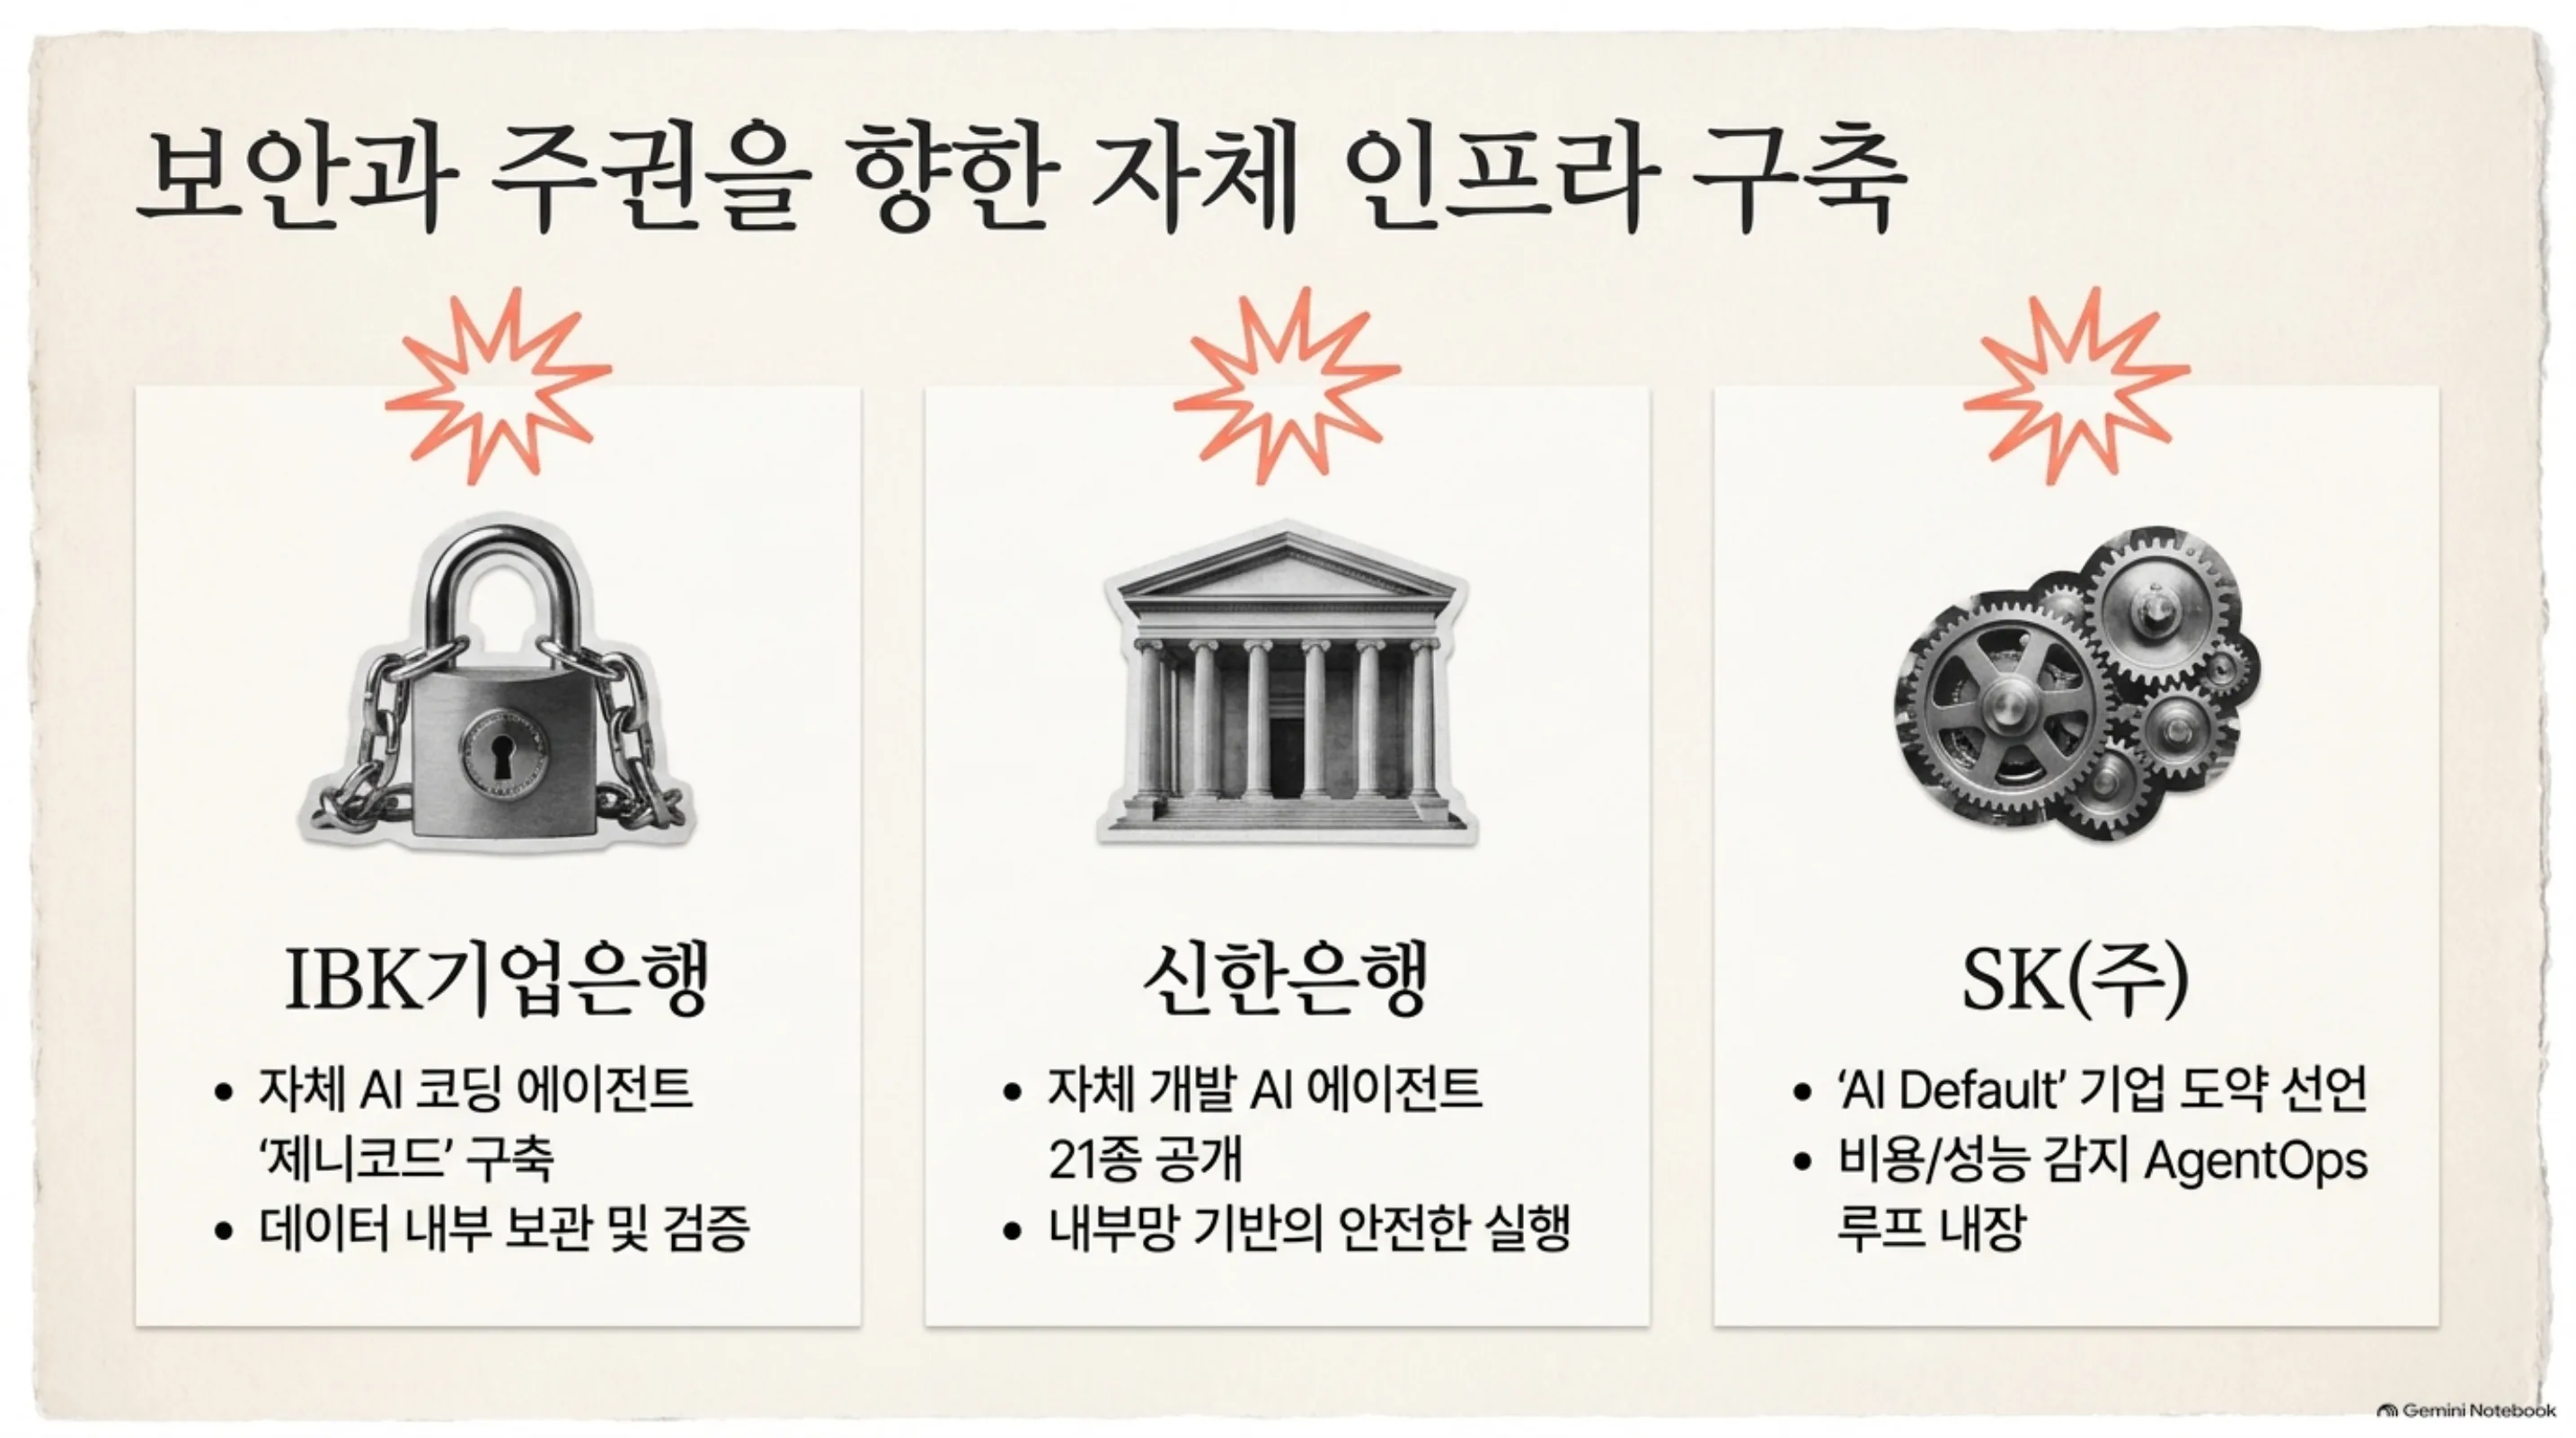 보안과 주권을 향한 자체 인프라 구축
IBK기업은행
• 자체 AI 코딩 에이전트
‘제니코드’ 구축
• 데이터 내부 보관 및 검증
신한은행
• 자체 개발 AI 에이전트
21종 공개
• 내부망 기반의 안전한 실행
SK(주)
• ‘AI Default’ 기업 도약 선언
• 비용/성능 감지 AgentOps
루프 내장
Gemini Notebook